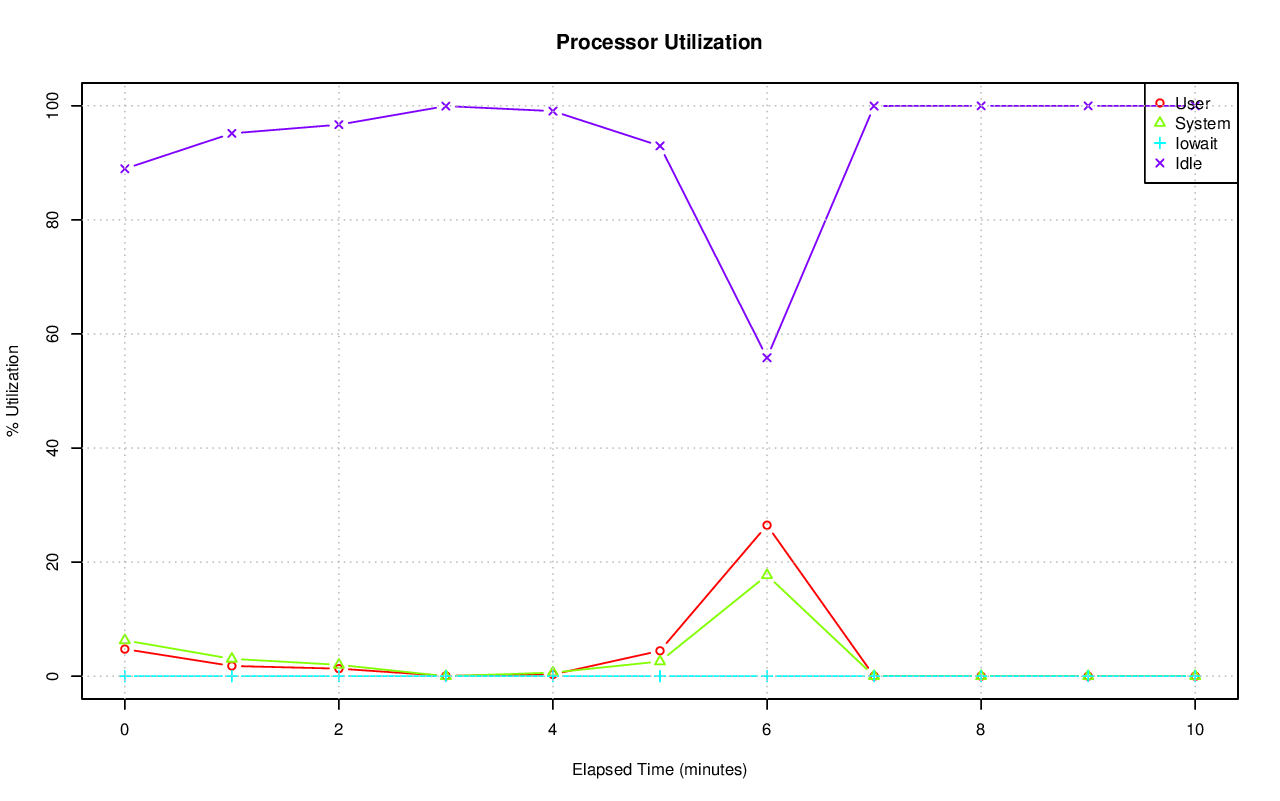 Processor Utilization
% Utilization
100
80
60
40
20
0
User
System
Iowait
Idle
0 2 4 6 8 10
Elapsed Time (minutes)